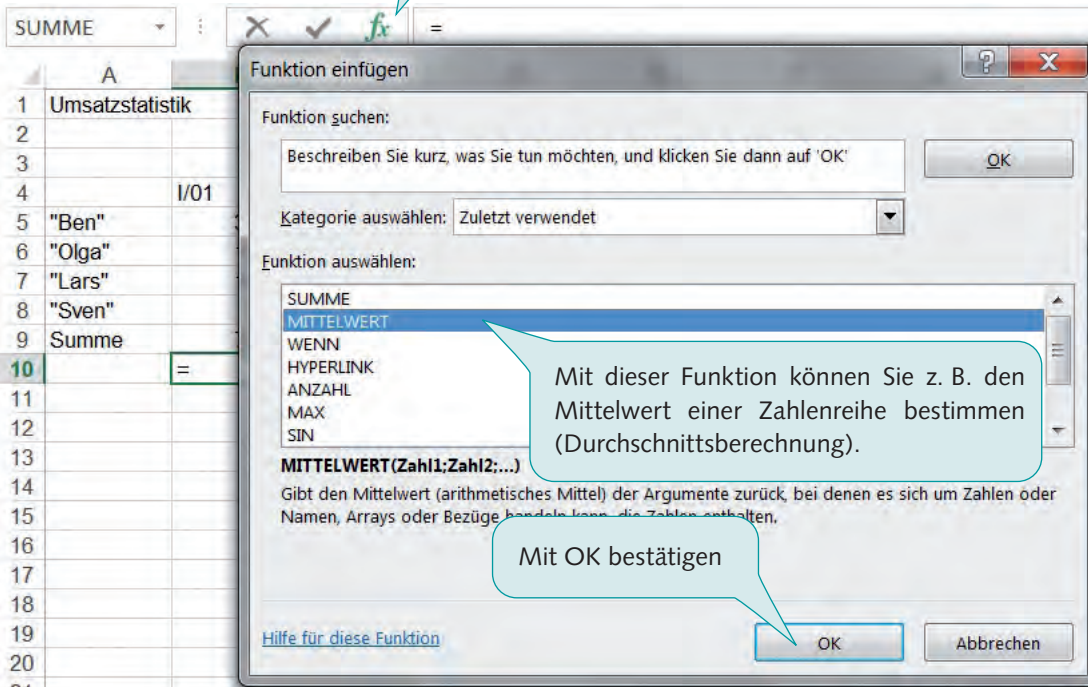 SUMME
fx
=
A
Funktion einfügen
1 Umsatzstatistik
2
3
4 I/01
5 "Ben"
6 "Olga"
7 "Lars"
8 "Sven"
9 Summe
10 =
11
12
13
14
15
16
17
18
19
20
Funktion suchen:
Beschreiben Sie kurz, was Sie tun möchten, und klicken Sie dann auf 'OK'
OK
Kategorie auswählen: Zuletzt verwendet
Funktion auswählen:
SUMME
MITTELWERT
WENN
HYPERLINK
ANZAHL
MAX
SIN
Mit dieser Funktion können Sie z. B. den
Mittelwert einer Zahlenreihe bestimmen
(Durchschnittsberechnung).
MITTELWERT(Zahl1;Zahl2;...)
Gibt den Mittelwert (arithmetisches Mittel) der Argumente zurück, bei denen es sich um Zahlen oder
Namen, Arrays oder Bezüge handeln kann, die Zahlen enthalten.
Mit OK bestätigen
Hilfe für diese Funktion
OK
Abbrechen